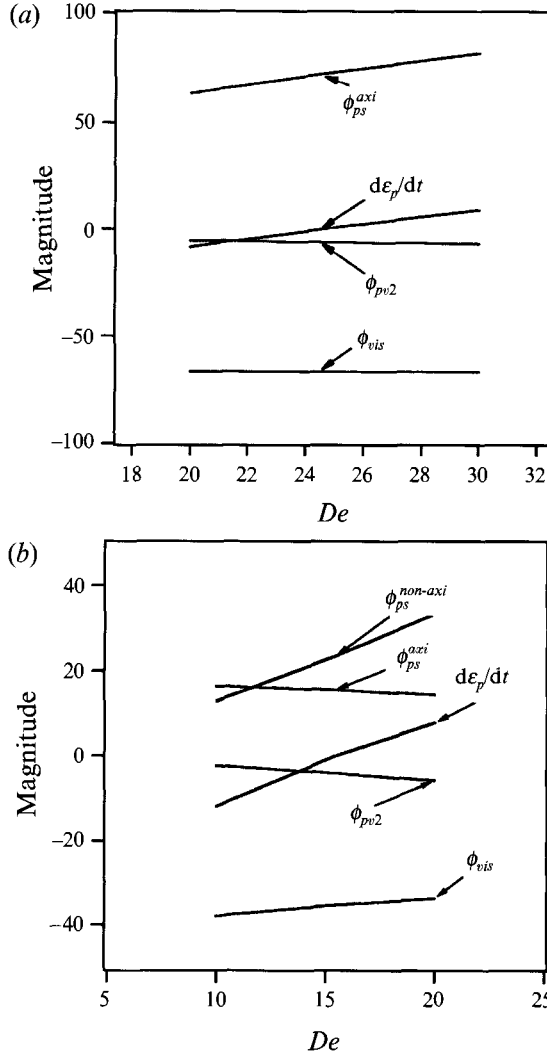 (a)
100
50
0
−50
−100
Magnitude
ϕ_ps^axi
dε_p/dt
ϕ_pv2
ϕ_vis
18 20 22 24 26 28 30 32
De
(b)
40
20
0
−20
−40
Magnitude
ϕ_ps^non-axi
ϕ_ps^axi
dε_p/dt
ϕ_pv2
ϕ_vis
5 10 15 20 25
De